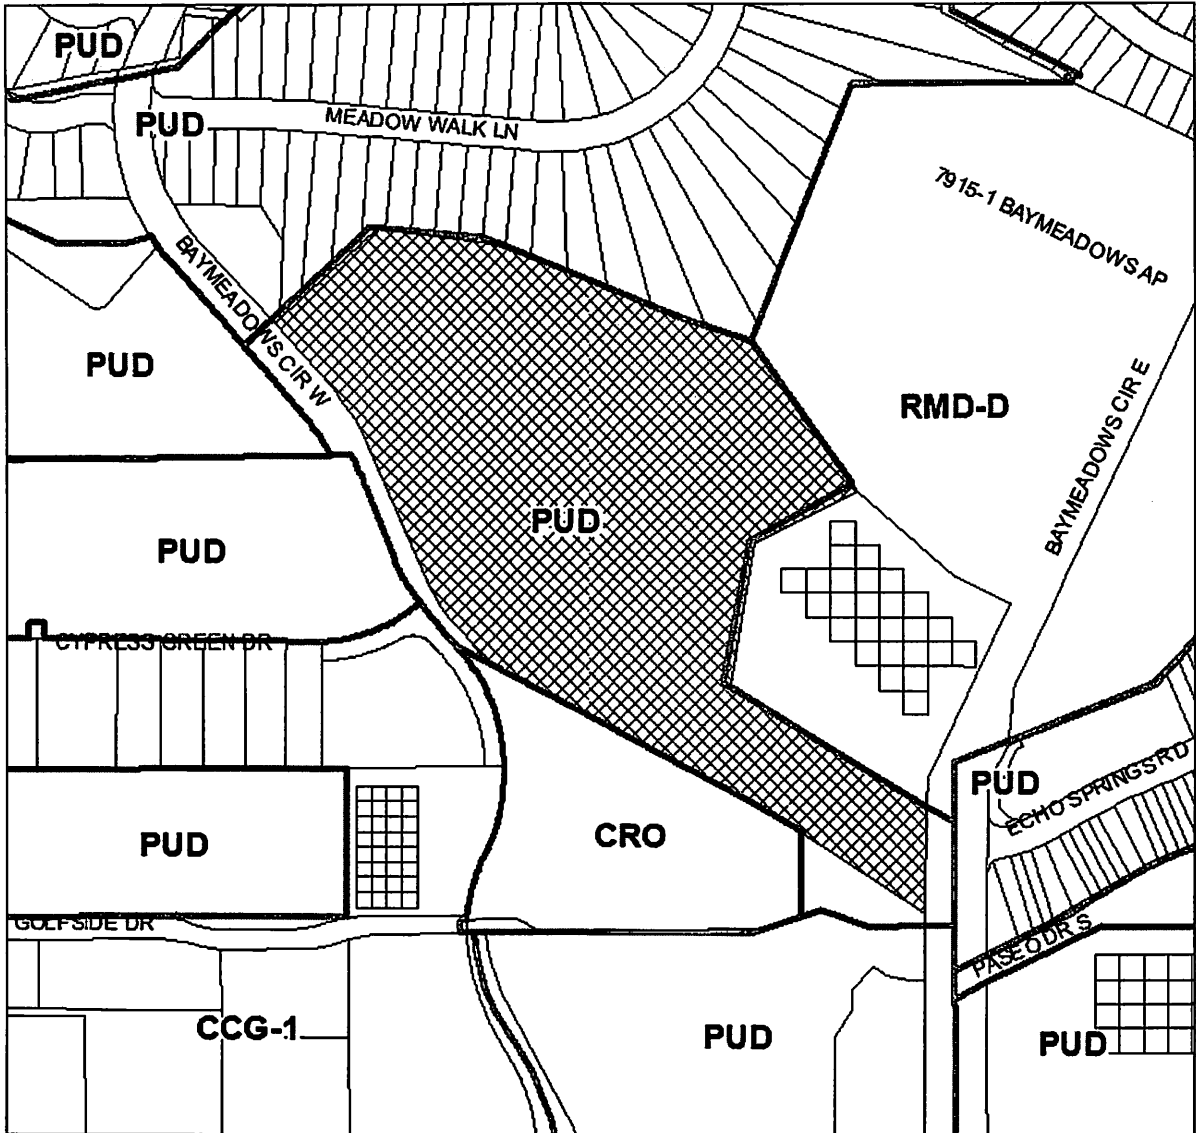 PUD
PUD
MEADOW WALK LN
7915-1 BAYMEADOWS AP
BAYMEADOWS CIR W
PUD
RMD-D
BAYMEADOWS CIR E
PUD
PUD
CYPRESS GREEN DR
PUD
ECHO SPRINGS RD
PUD
CRO
GOLFSIDE DR
PASEO DR S
CCG-1
PUD
PUD